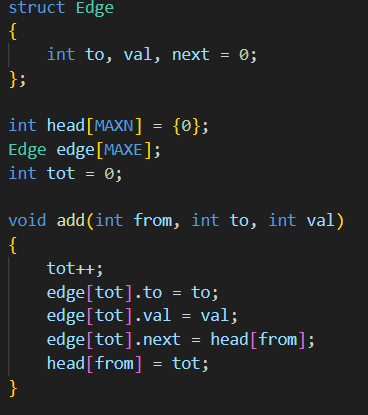 struct Edge
{
    int to, val, next = 0;
};

int head[MAXN] = {0};
Edge edge[MAXE];
int tot = 0;

void add(int from, int to, int val)
{
    tot++;
    edge[tot].to = to;
    edge[tot].val = val;
    edge[tot].next = head[from];
    head[from] = tot;
}